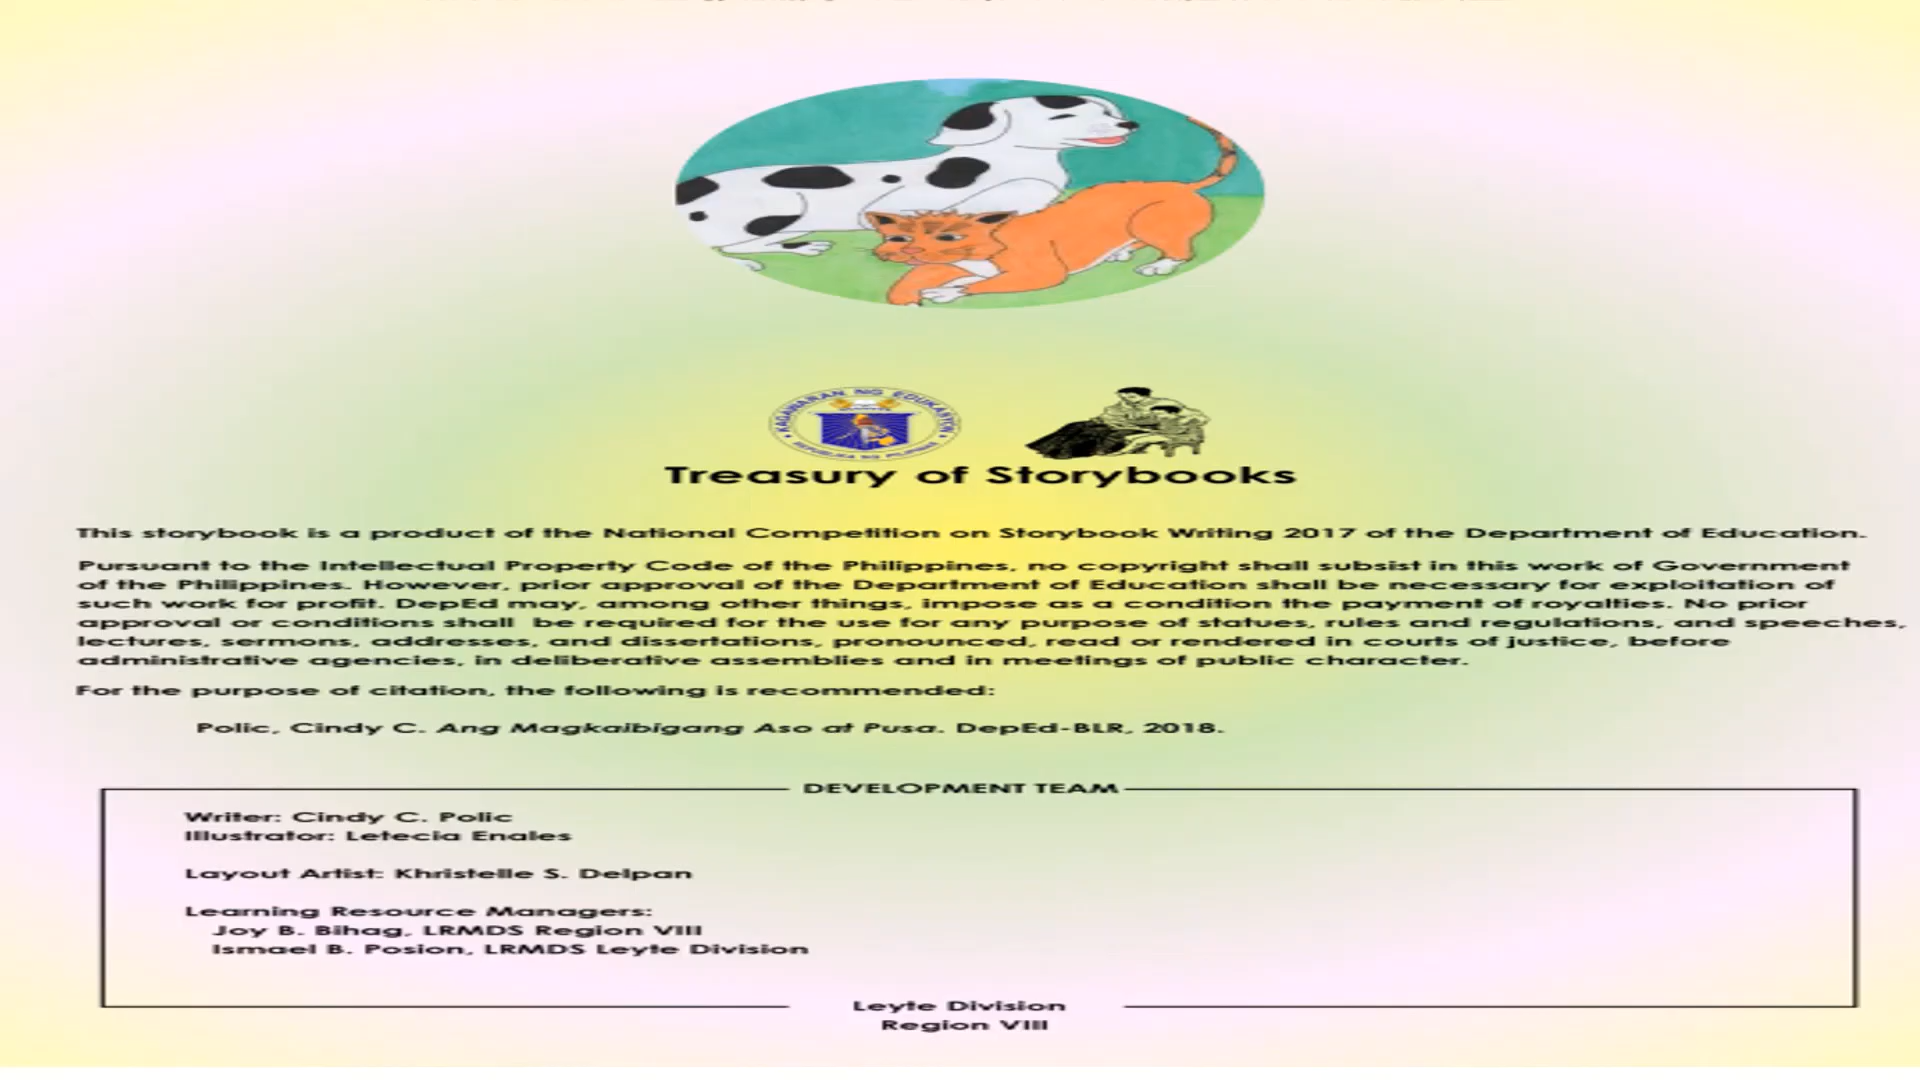 KAGAWARAN NG EDUKASYON
REPUBLIKA NG PILIPINAS
Treasury of Storybooks
This storybook is a product of the National Competition on Storybook Writing 2017 of the Department of Education.
Pursuant to the Intellectual Property Code of the Philippines, no copyright shall subsist in this work of Government
of the Philippines. However, prior approval of the Department of Education shall be necessary for exploitation of
such work for profit. DepEd may, among other things, impose as a condition the payment of royalties. No prior
approval or conditions shall be required for the use for any purpose of statues, rules and regulations, and speeches,
lectures, sermons, addresses, and dissertations, pronounced, read or rendered in courts of justice, before
administrative agencies, in deliberative assemblies and in meetings of public character.
For the purpose of citation, the following is recommended:
Polic, Cindy C. Ang Magkaibigang Aso at Pusa. DepEd-BLR, 2018.
DEVELOPMENT TEAM
Writer: Cindy C. Polic
Illustrator: Letecia Enales
Layout Artist: Khristelle S. Delpan
Learning Resource Managers:
Joy B. Bihag, LRMDS Region VIII
Ismael B. Posion, LRMDS Leyte Division
Leyte Division
Region VIII